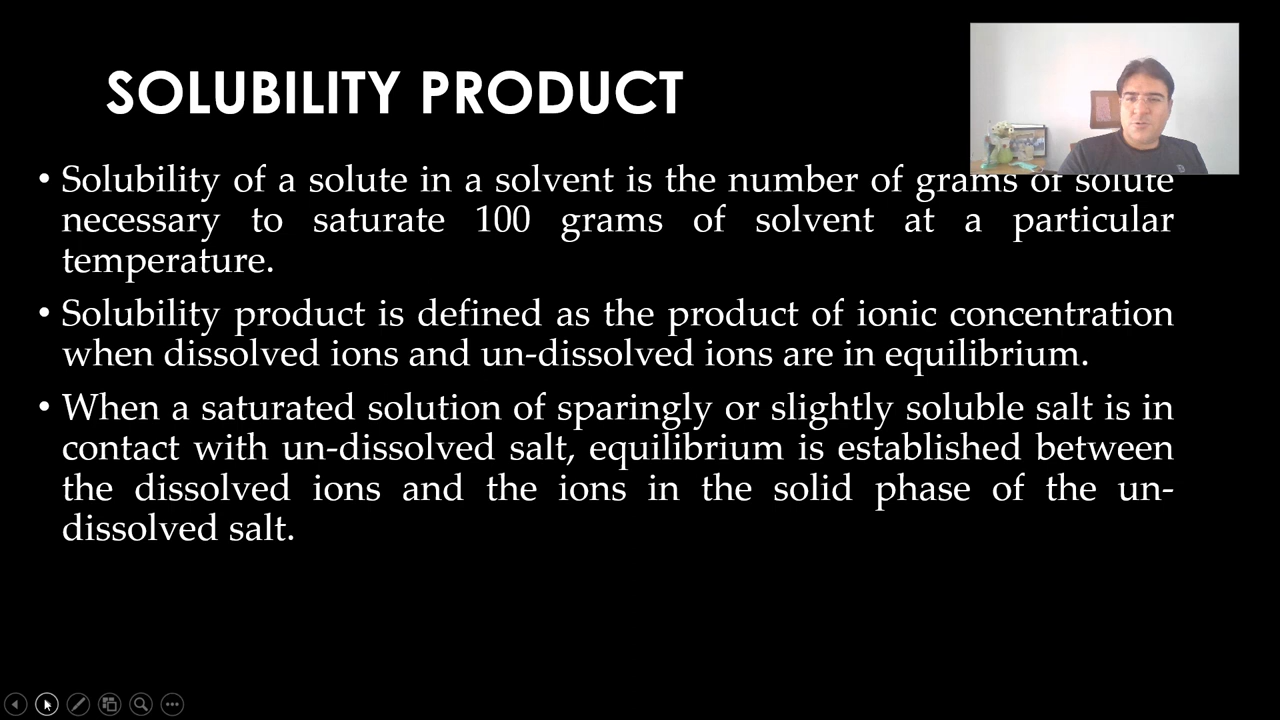 SOLUBILITY PRODUCT
• Solubility of a solute in a solvent is the number of grams of solute
necessary to saturate 100 grams of solvent at a particular
temperature.
• Solubility product is defined as the product of ionic concentration
when dissolved ions and un-dissolved ions are in equilibrium.
• When a saturated solution of sparingly or slightly soluble salt is in
contact with un-dissolved salt, equilibrium is established between
the dissolved ions and the ions in the solid phase of the un-
dissolved salt.